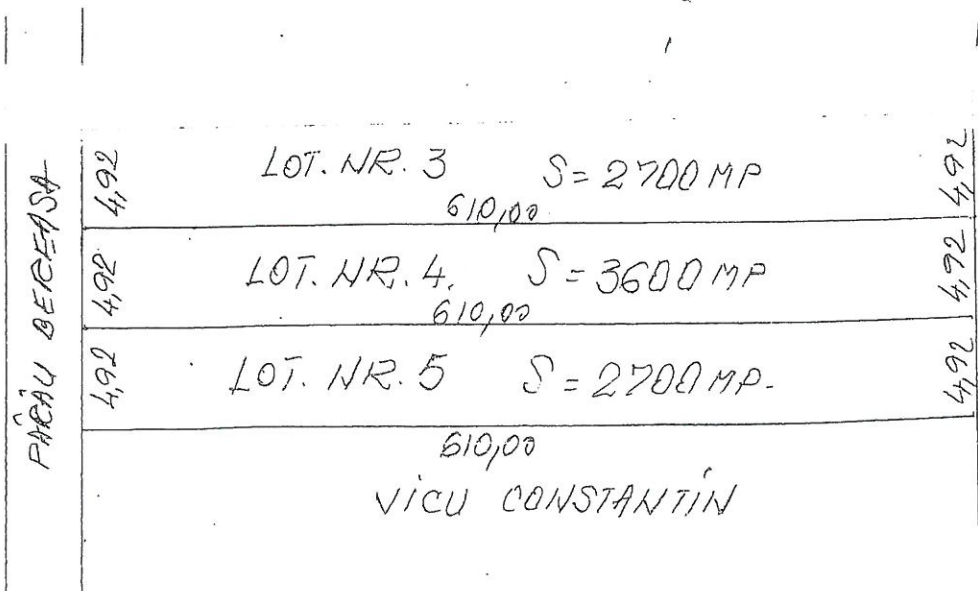 PÂRÂU BERCEASA
4,92 LOT. NR. 3 S = 2700 MP 4,92
610,00
4,92 LOT. NR. 4. S = 3600 MP 4,92
610,00
4,92 LOT. NR. 5 S = 2700 MP. 4,92
610,00
VICU CONSTANTIN